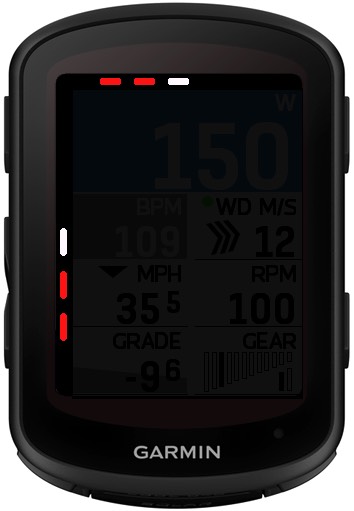 W
150
BPM
WD M/S
109
12
MPH
RPM
35 5
100
GRADE
GEAR
-9 6
GARMIN